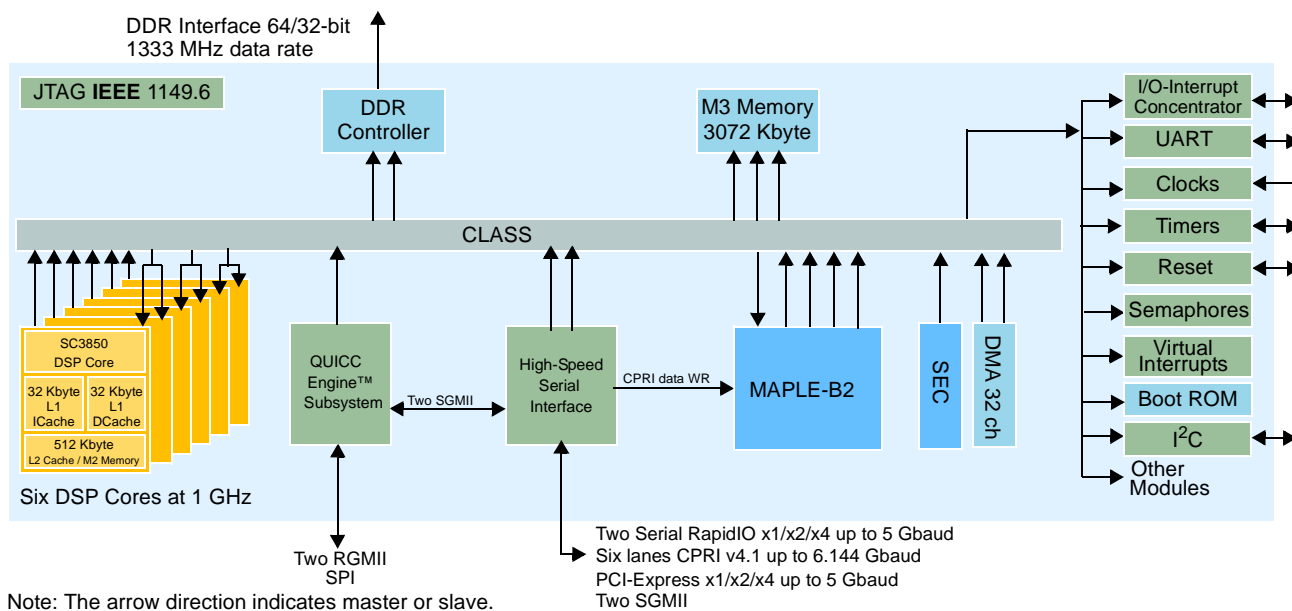 DDR Interface 64/32-bit
1333 MHz data rate
JTAG IEEE 1149.6
DDR
Controller
M3 Memory
3072 Kbyte
I/O-Interrupt
Concentrator
UART
Clocks
Timers
Reset
Semaphores
Virtual
Interrupts
Boot ROM
I²C
Other
Modules
CLASS
SC3850
DSP Core
32 Kbyte
L1
ICache
32 Kbyte
L1
DCache
512 Kbyte
L2 Cache / M2 Memory
Six DSP Cores at 1 GHz
QUICC
Engine™
Subsystem
Two SGMII
High-Speed
Serial
Interface
CPRI data WR
MAPLE-B2
SEC
DMA 32 ch
Two RGMII
SPI
Two Serial RapidIO x1/x2/x4 up to 5 Gbaud
Six lanes CPRI v4.1 up to 6.144 Gbaud
PCI-Express x1/x2/x4 up to 5 Gbaud
Two SGMII
Note: The arrow direction indicates master or slave.